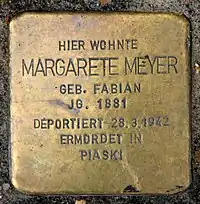 HIER WOHNTE
MARGARETE MEYER
GEB. FABIAN
JG. 1881
DEPORTIERT 28.3.1942
ERMORDET IN
PIASKI